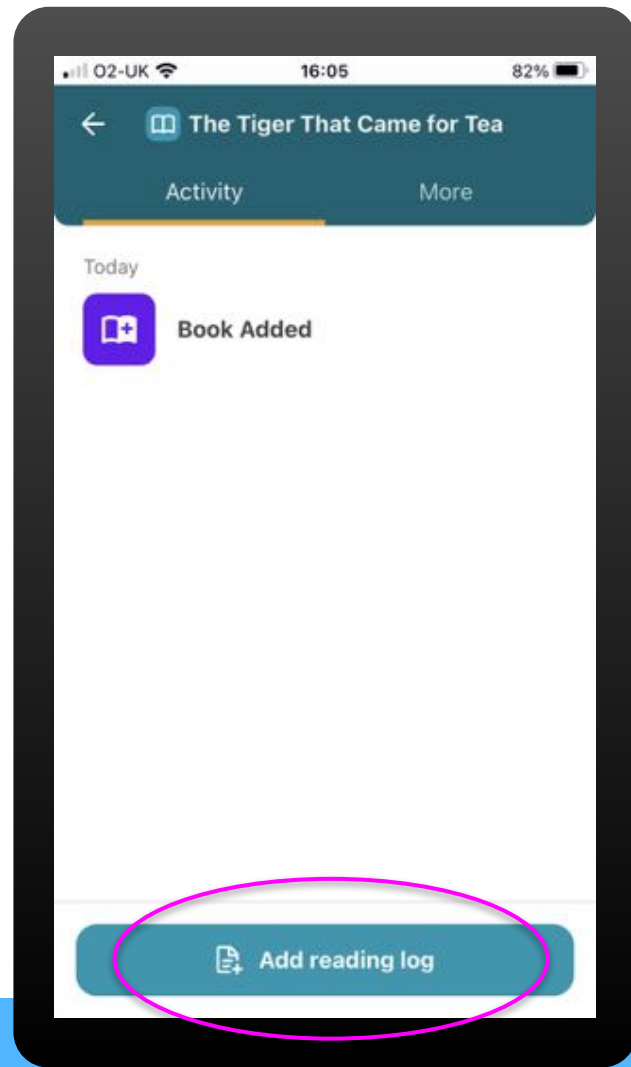 O2-UK 16:05 82%
The Tiger That Came for Tea
Activity More
Today
Book Added
Add reading log